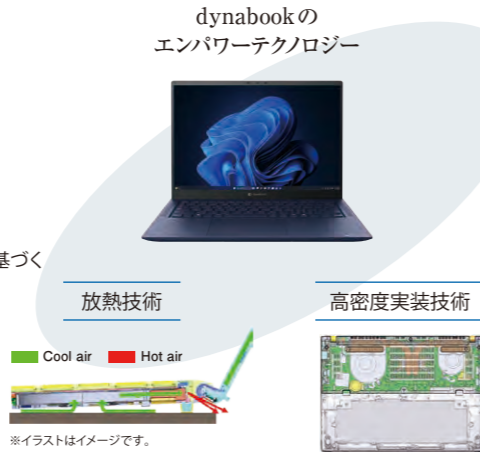 dynabookの
エンパワーテクノロジー
基づく
放熱技術
高密度実装技術
Cool air
Hot air
※イラストはイメージです。